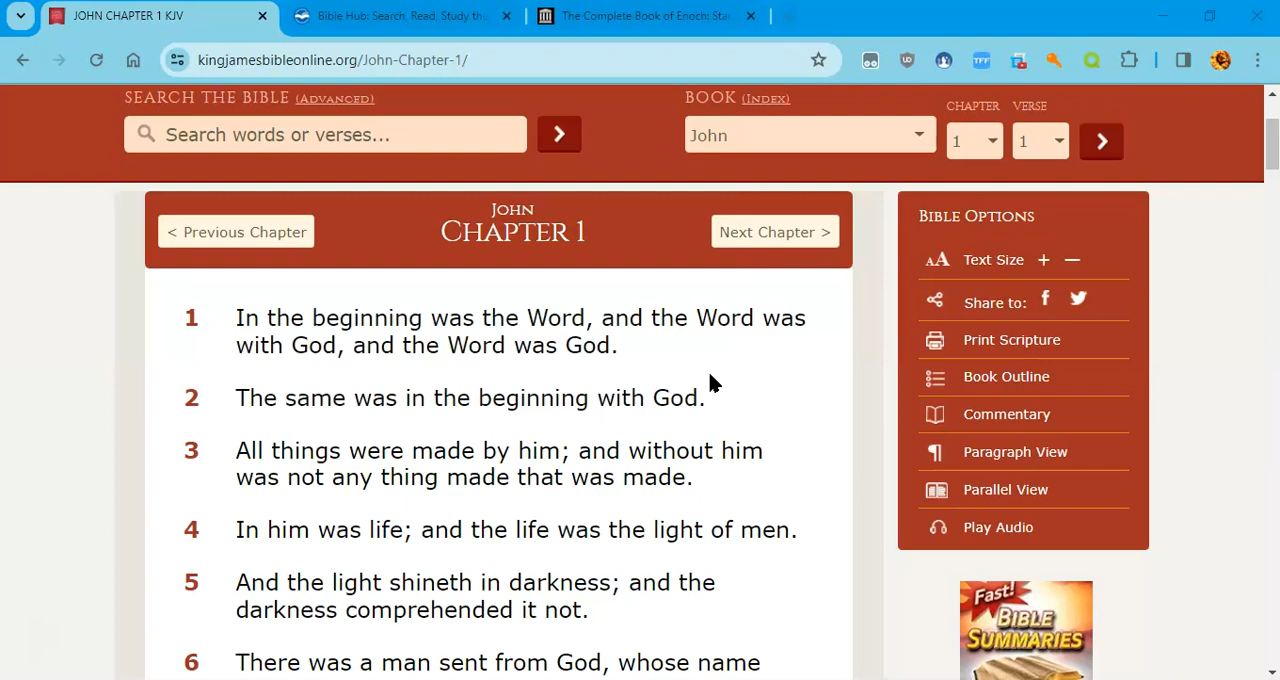 JOHN CHAPTER 1 KJV
Bible Hub: Search, Read, Study the
The Complete Book of Enoch: Sta
kingjamesbibleonline.org/John-Chapter-1/
SEARCH THE BIBLE (ADVANCED)
Search words or verses...
BOOK (INDEX)
John
CHAPTER
1
VERSE
1
< Previous Chapter
JOHN
CHAPTER 1
Next Chapter >
1 In the beginning was the Word, and the Word was
with God, and the Word was God.
2 The same was in the beginning with God.
3 All things were made by him; and without him
was not any thing made that was made.
4 In him was life; and the life was the light of men.
5 And the light shineth in darkness; and the
darkness comprehended it not.
6 There was a man sent from God, whose name
BIBLE OPTIONS
AA Text Size + −
Share to:
Print Scripture
Book Outline
Commentary
Paragraph View
Parallel View
Play Audio
Fast!
BIBLE
SUMMARIES